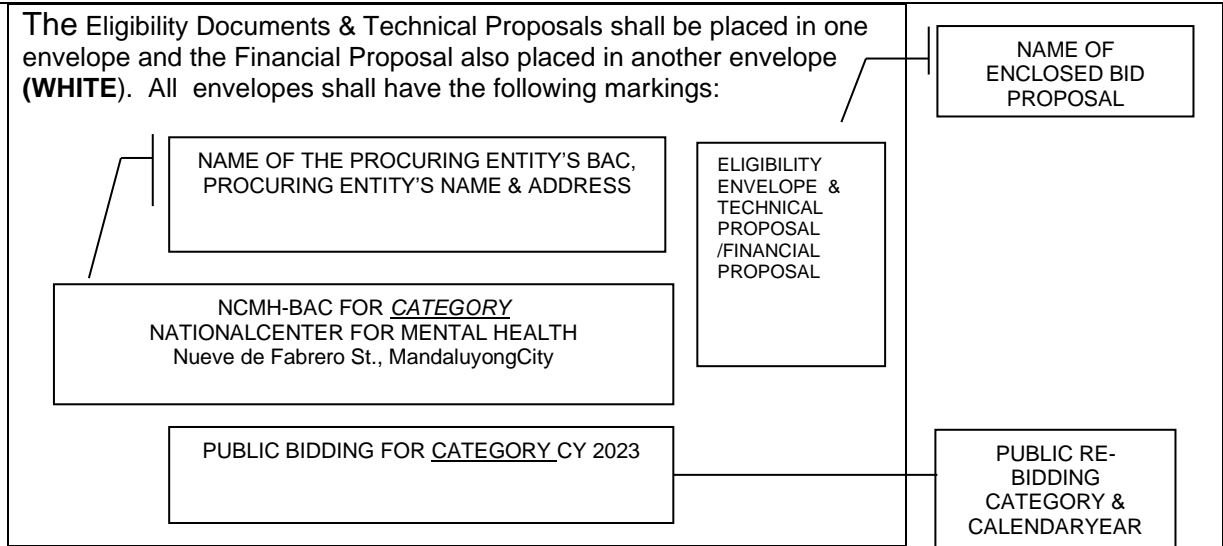 The Eligibility Documents & Technical Proposals shall be placed in one
envelope and the Financial Proposal also placed in another envelope
(WHITE). All envelopes shall have the following markings:
NAME OF
ENCLOSED BID
PROPOSAL
NAME OF THE PROCURING ENTITY'S BAC,
PROCURING ENTITY'S NAME & ADDRESS
ELIGIBILITY
ENVELOPE &
TECHNICAL
PROPOSAL
/FINANCIAL
PROPOSAL
NCMH-BAC FOR CATEGORY
NATIONALCENTER FOR MENTAL HEALTH
Nueve de Fabrero St., MandaluyongCity
PUBLIC BIDDING FOR CATEGORY CY 2023
PUBLIC RE-
BIDDING
CATEGORY &
CALENDARYEAR